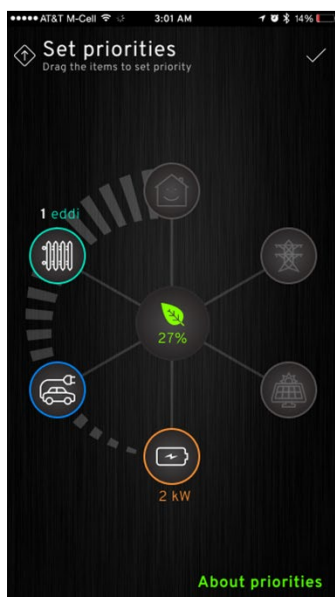 AT&T M-Cell 3:01 AM 14%
Set priorities
Drag the items to set priority
1 eddi
27%
2 kW
About priorities